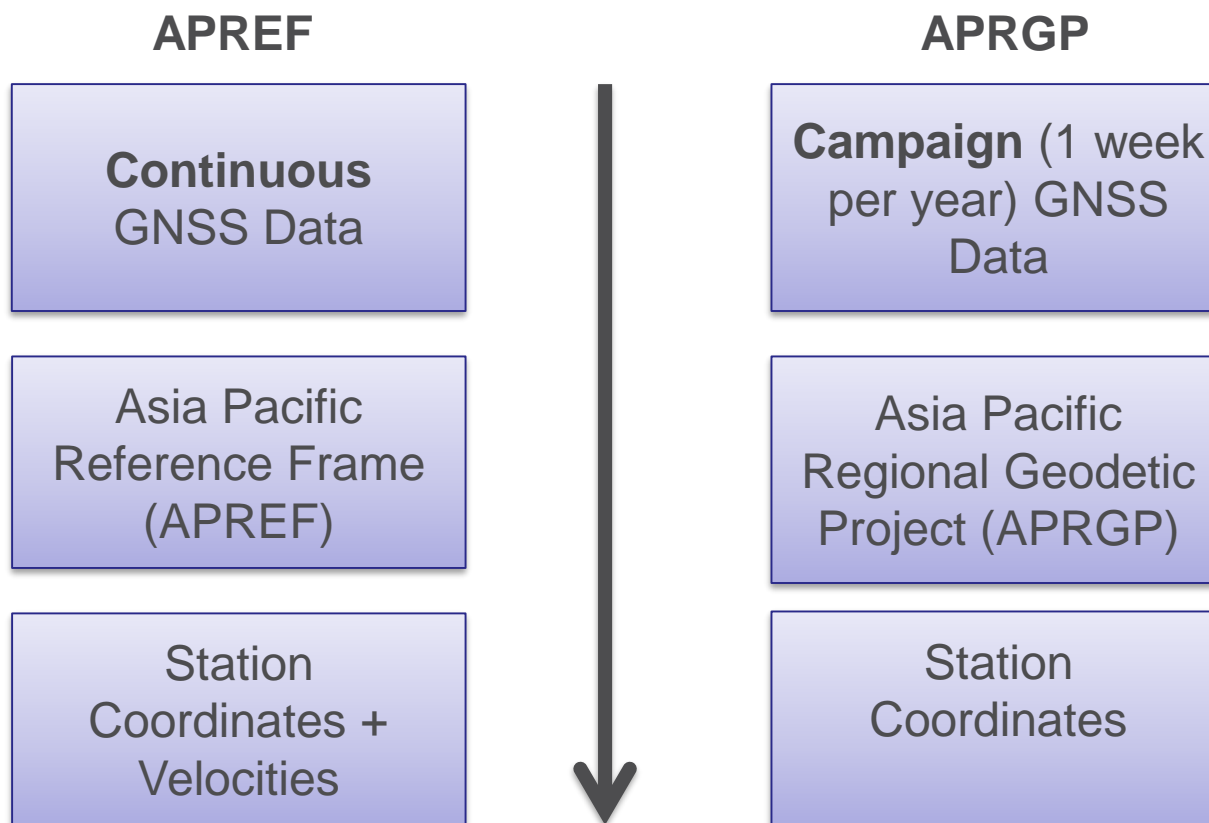 APREF
Continuous
GNSS Data
Asia Pacific
Reference Frame
(APREF)
Station
Coordinates +
Velocities
APRGP
Campaign (1 week
per year) GNSS
Data
Asia Pacific
Regional Geodetic
Project (APRGP)
Station
Coordinates